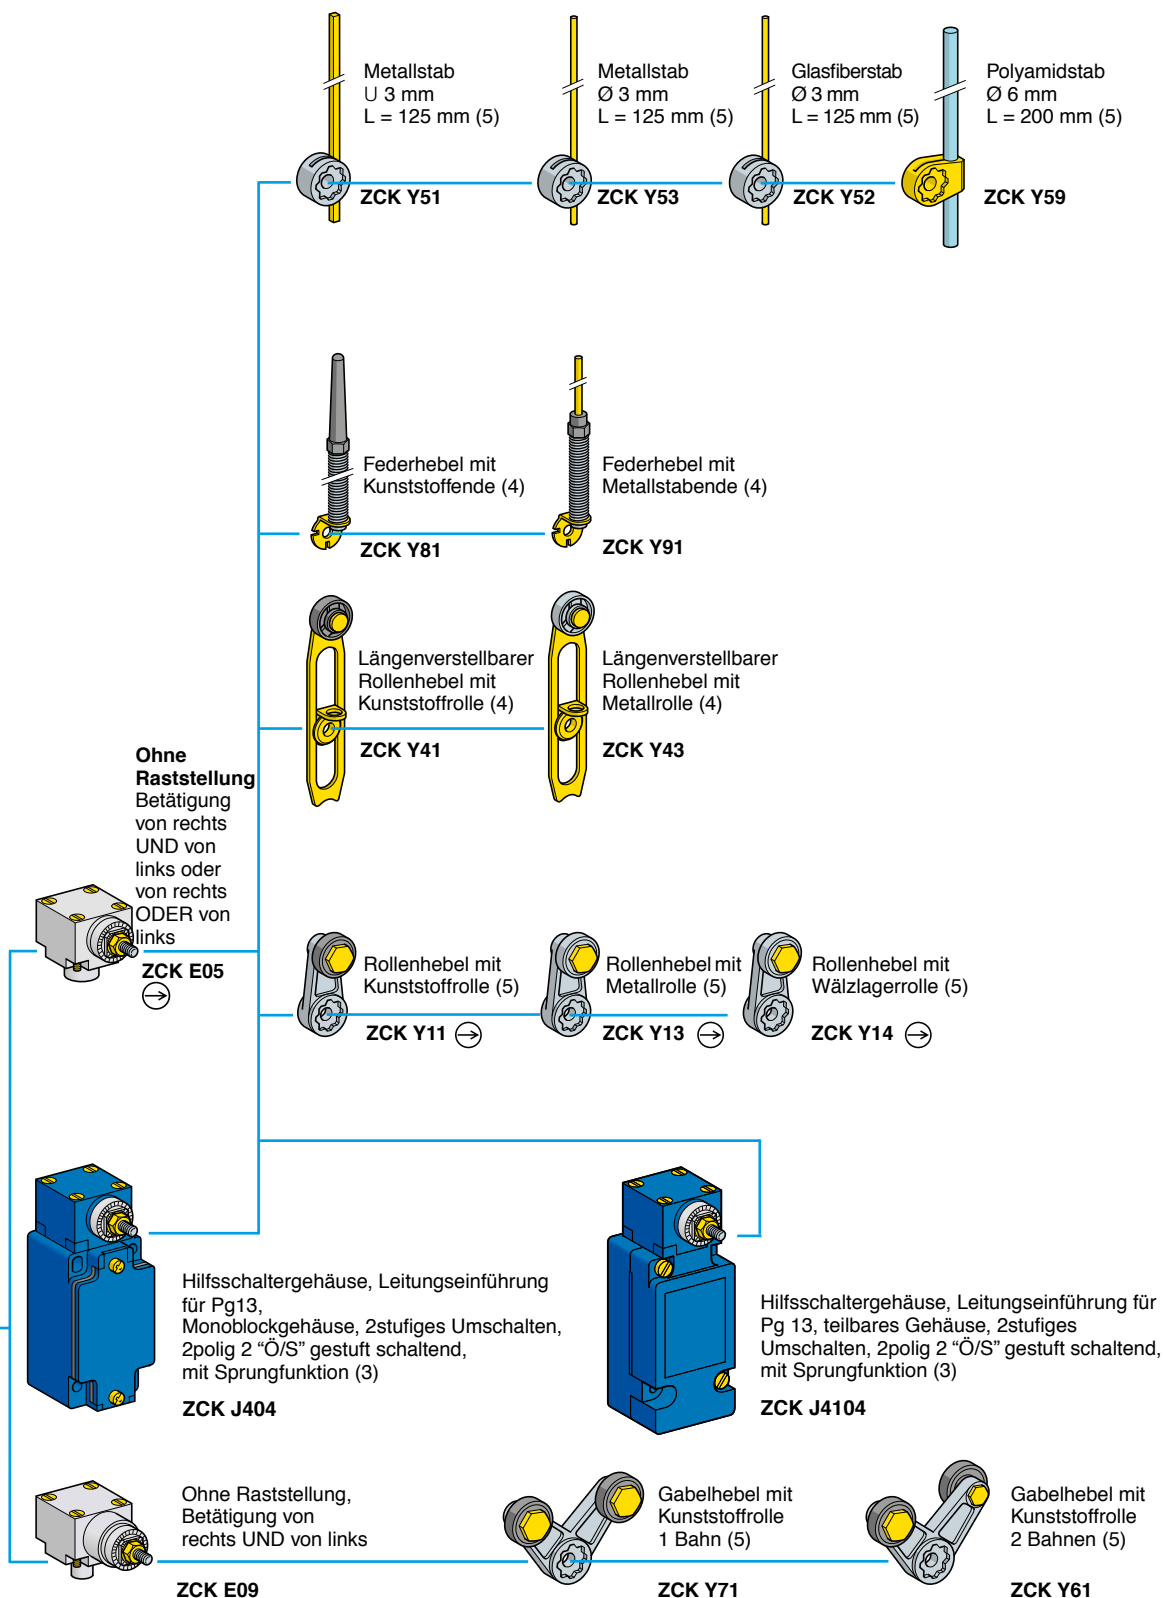 Metallstab
U 3 mm
L = 125 mm (5)
ZCK Y51
Metallstab
Ø 3 mm
L = 125 mm (5)
ZCK Y53
Glasfiberstab
Ø 3 mm
L = 125 mm (5)
ZCK Y52
Polyamidstab
Ø 6 mm
L = 200 mm (5)
ZCK Y59
Federhebel mit
Kunststoffende (4)
ZCK Y81
Federhebel mit
Metallstabende (4)
ZCK Y91
Längenverstellbarer
Rollenhebel mit
Kunststoffrolle (4)
ZCK Y41
Längenverstellbarer
Rollenhebel mit
Metallrolle (4)
ZCK Y43
Ohne
Raststellung
Betätigung
von rechts
UND von
links oder
von rechts
ODER von
links
ZCK E05
Rollenhebel mit
Kunststoffrolle (5)
ZCK Y11
Rollenhebel mit
Metallrolle (5)
ZCK Y13
Rollenhebel mit
Wälzlagerrolle (5)
ZCK Y14
Hilfsschaltergehäuse, Leitungseinführung
für Pg13,
Monoblockgehäuse, 2stufiges Umschalten,
2polig 2 “Ö/S” gestuft schaltend,
mit Sprungfunktion (3)
ZCK J404
Hilfsschaltergehäuse, Leitungseinführung für
Pg 13, teilbares Gehäuse, 2stufiges
Umschalten, 2polig 2 “Ö/S” gestuft schaltend,
mit Sprungfunktion (3)
ZCK J4104
Ohne Raststellung,
Betätigung von
rechts UND von links
ZCK E09
Gabelhebel mit
Kunststoffrolle
1 Bahn (5)
ZCK Y71
Gabelhebel mit
Kunststoffrolle
2 Bahnen (5)
ZCK Y61